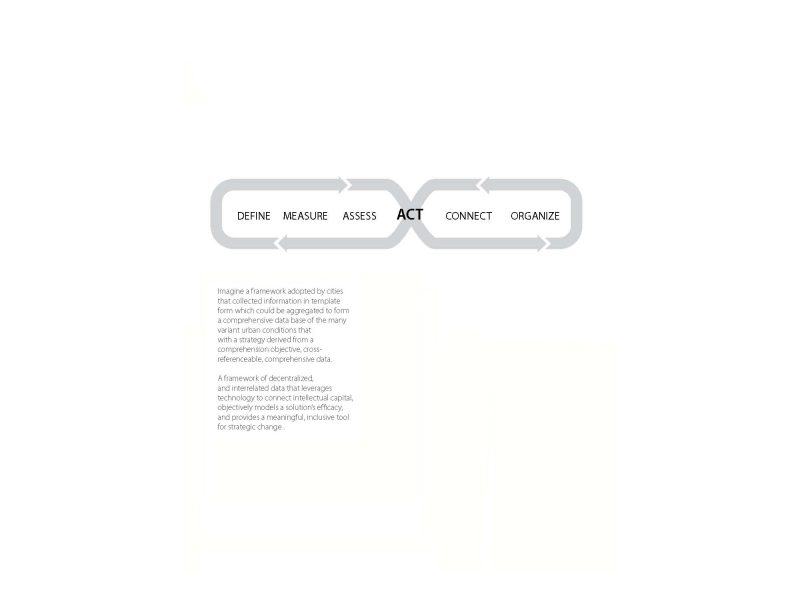 DEFINE MEASURE ASSESS ACT CONNECT ORGANIZE
Imagine a framework adopted by cities
that collected information in template
form which could be aggregated to form
a comprehensive data base of the many
variant urban conditions that
with a strategy derived from a
comprehension objective, cross-
referenceable, comprehensive data.
A framework of decentralized,
and interrelated data that leverages
technology to connect intellectual capital,
objectively models a solution's efficacy,
and provides a meaningful, inclusive tool
for strategic change.